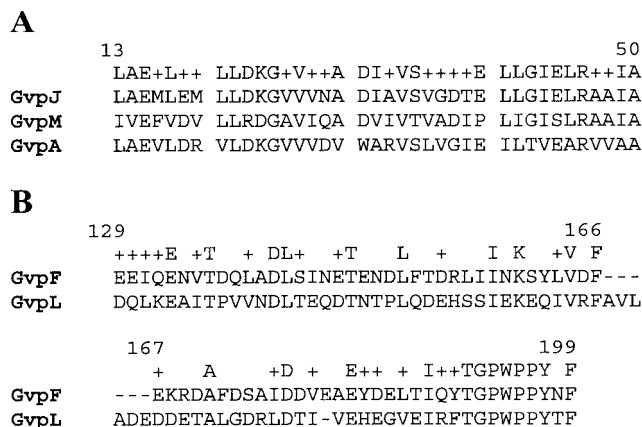 A
13 50
LAE+L++ LLDKG+V++A DI+VS++++E LLGIELR++IA
GvpJ LAEMLEM LLDKGVVVNA DIAVSVGDTE LLGIELRAAIA
GvpM IVEFVDV LLRDGAVIQA DVIVTVADIP LIGISLRAAIA
GvpA LAEVLDR VLDKGVVVDV WARVSLVGIE ILTVEARVVAA
B
129 166
++++E +T + DL+ +T L + I K +V F
GvpF EEIQENVTDQLADLSINETENDLFTDRLIINKSYLVDF---
GvpL DQLKEAITPVVNDLTEQDTNTPLQDEHSSIEKEQIVRFAVL
167 199
+ A +D + E++ + I++TGPWPPY F
GvpF ---EKRDAFDSAIDDVEAEYDELTIQYTGPWPPYNF
GvpL ADEDDETALGDRLDTI-VEHEGVEIRFTGPWPPYTF